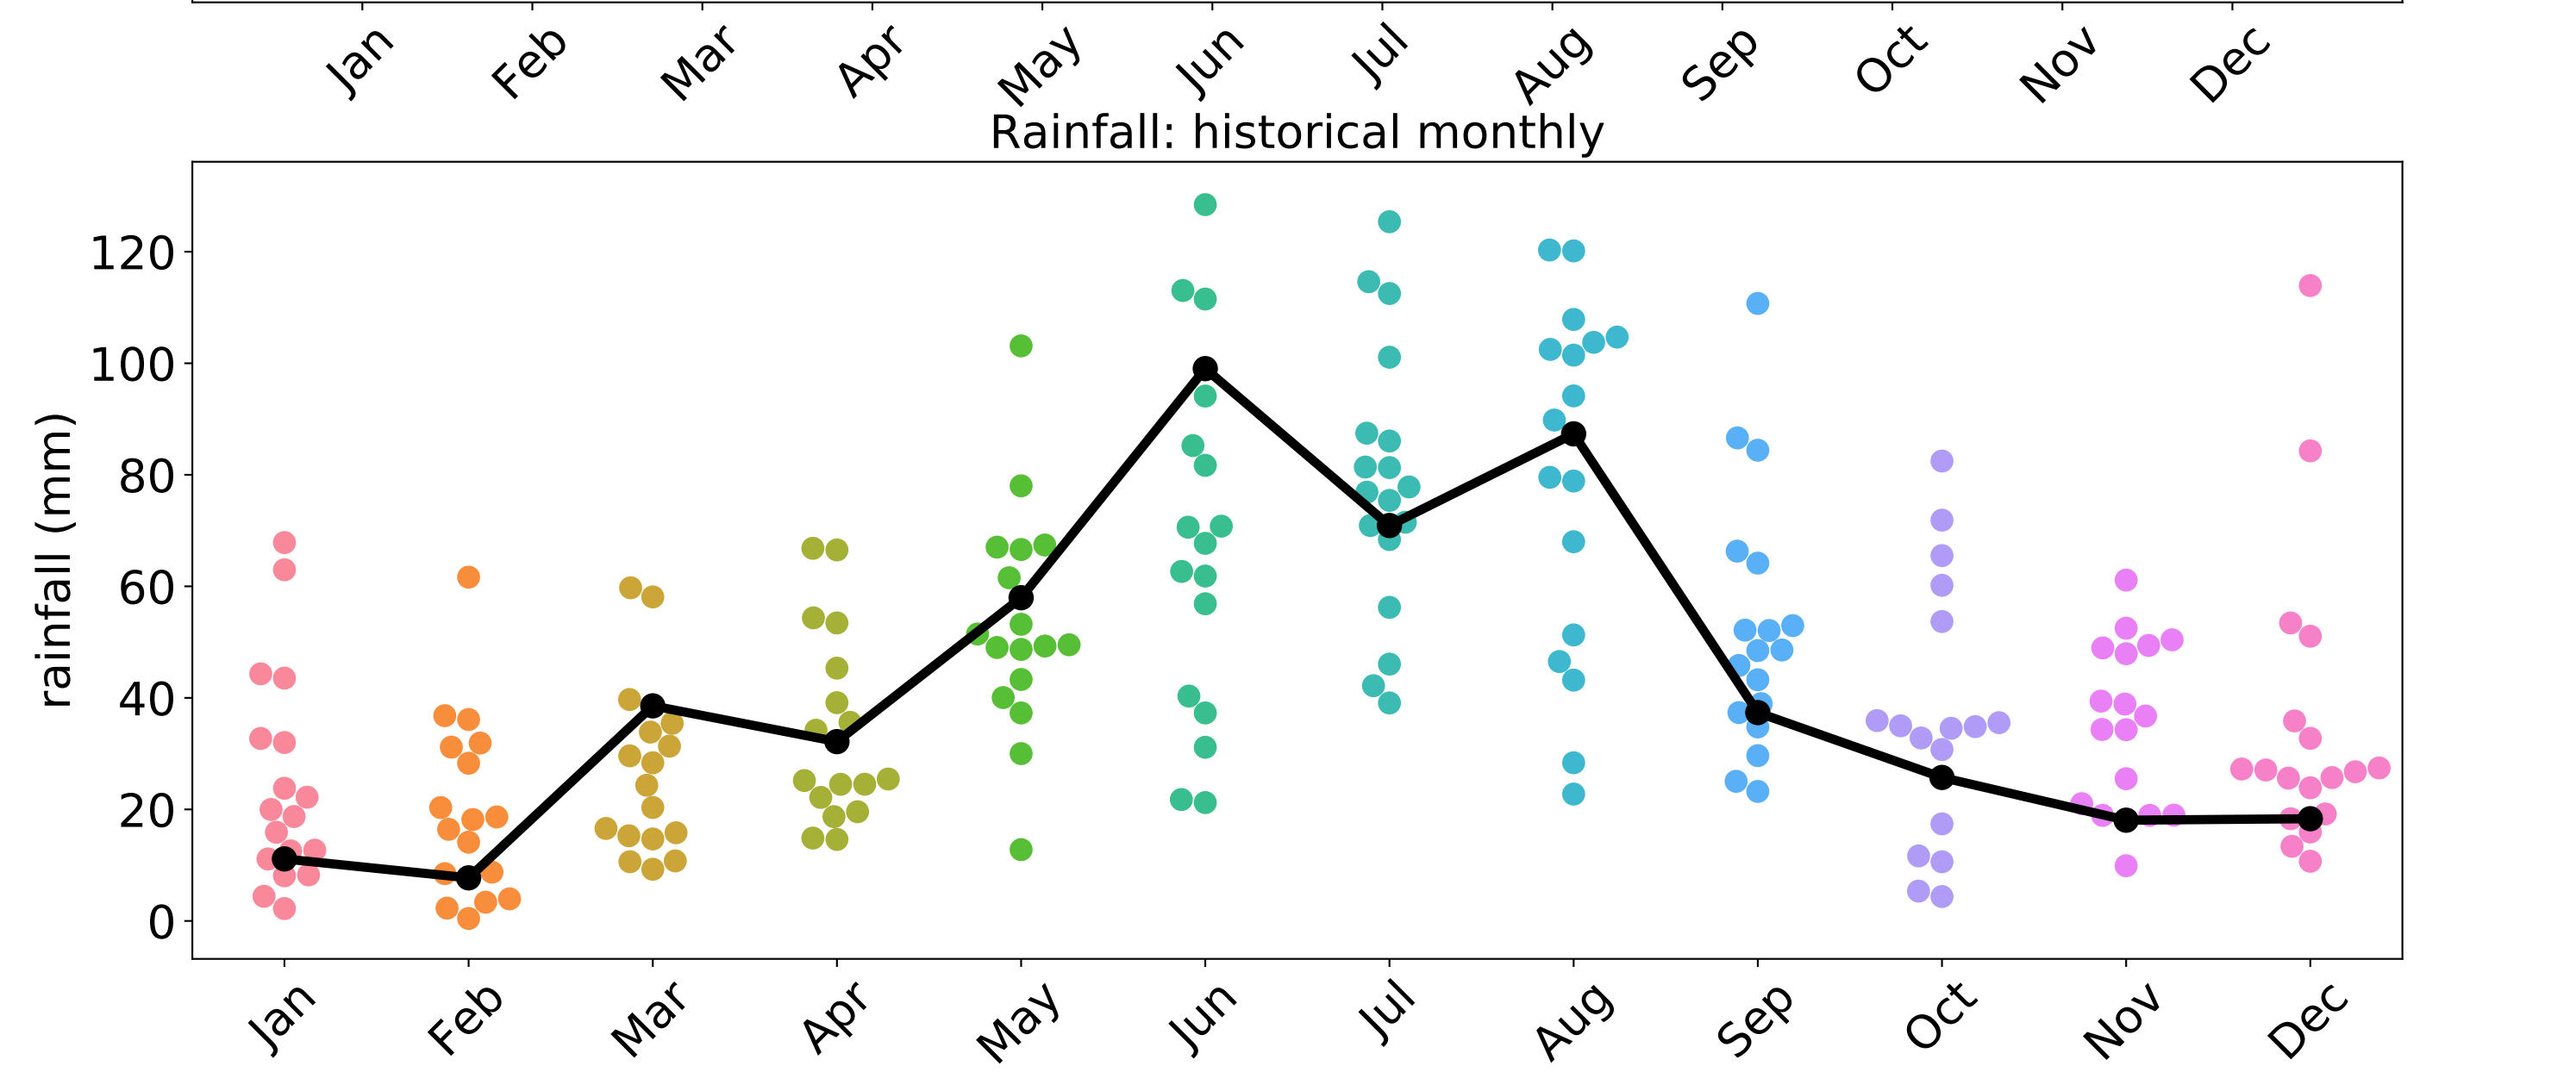 Jan Feb Mar Apr May Jun Jul Aug Sep Oct Nov Dec
Rainfall: historical monthly
rainfall (mm)
120
100
80
60
40
20
0
Jan Feb Mar Apr May Jun Jul Aug Sep Oct Nov Dec